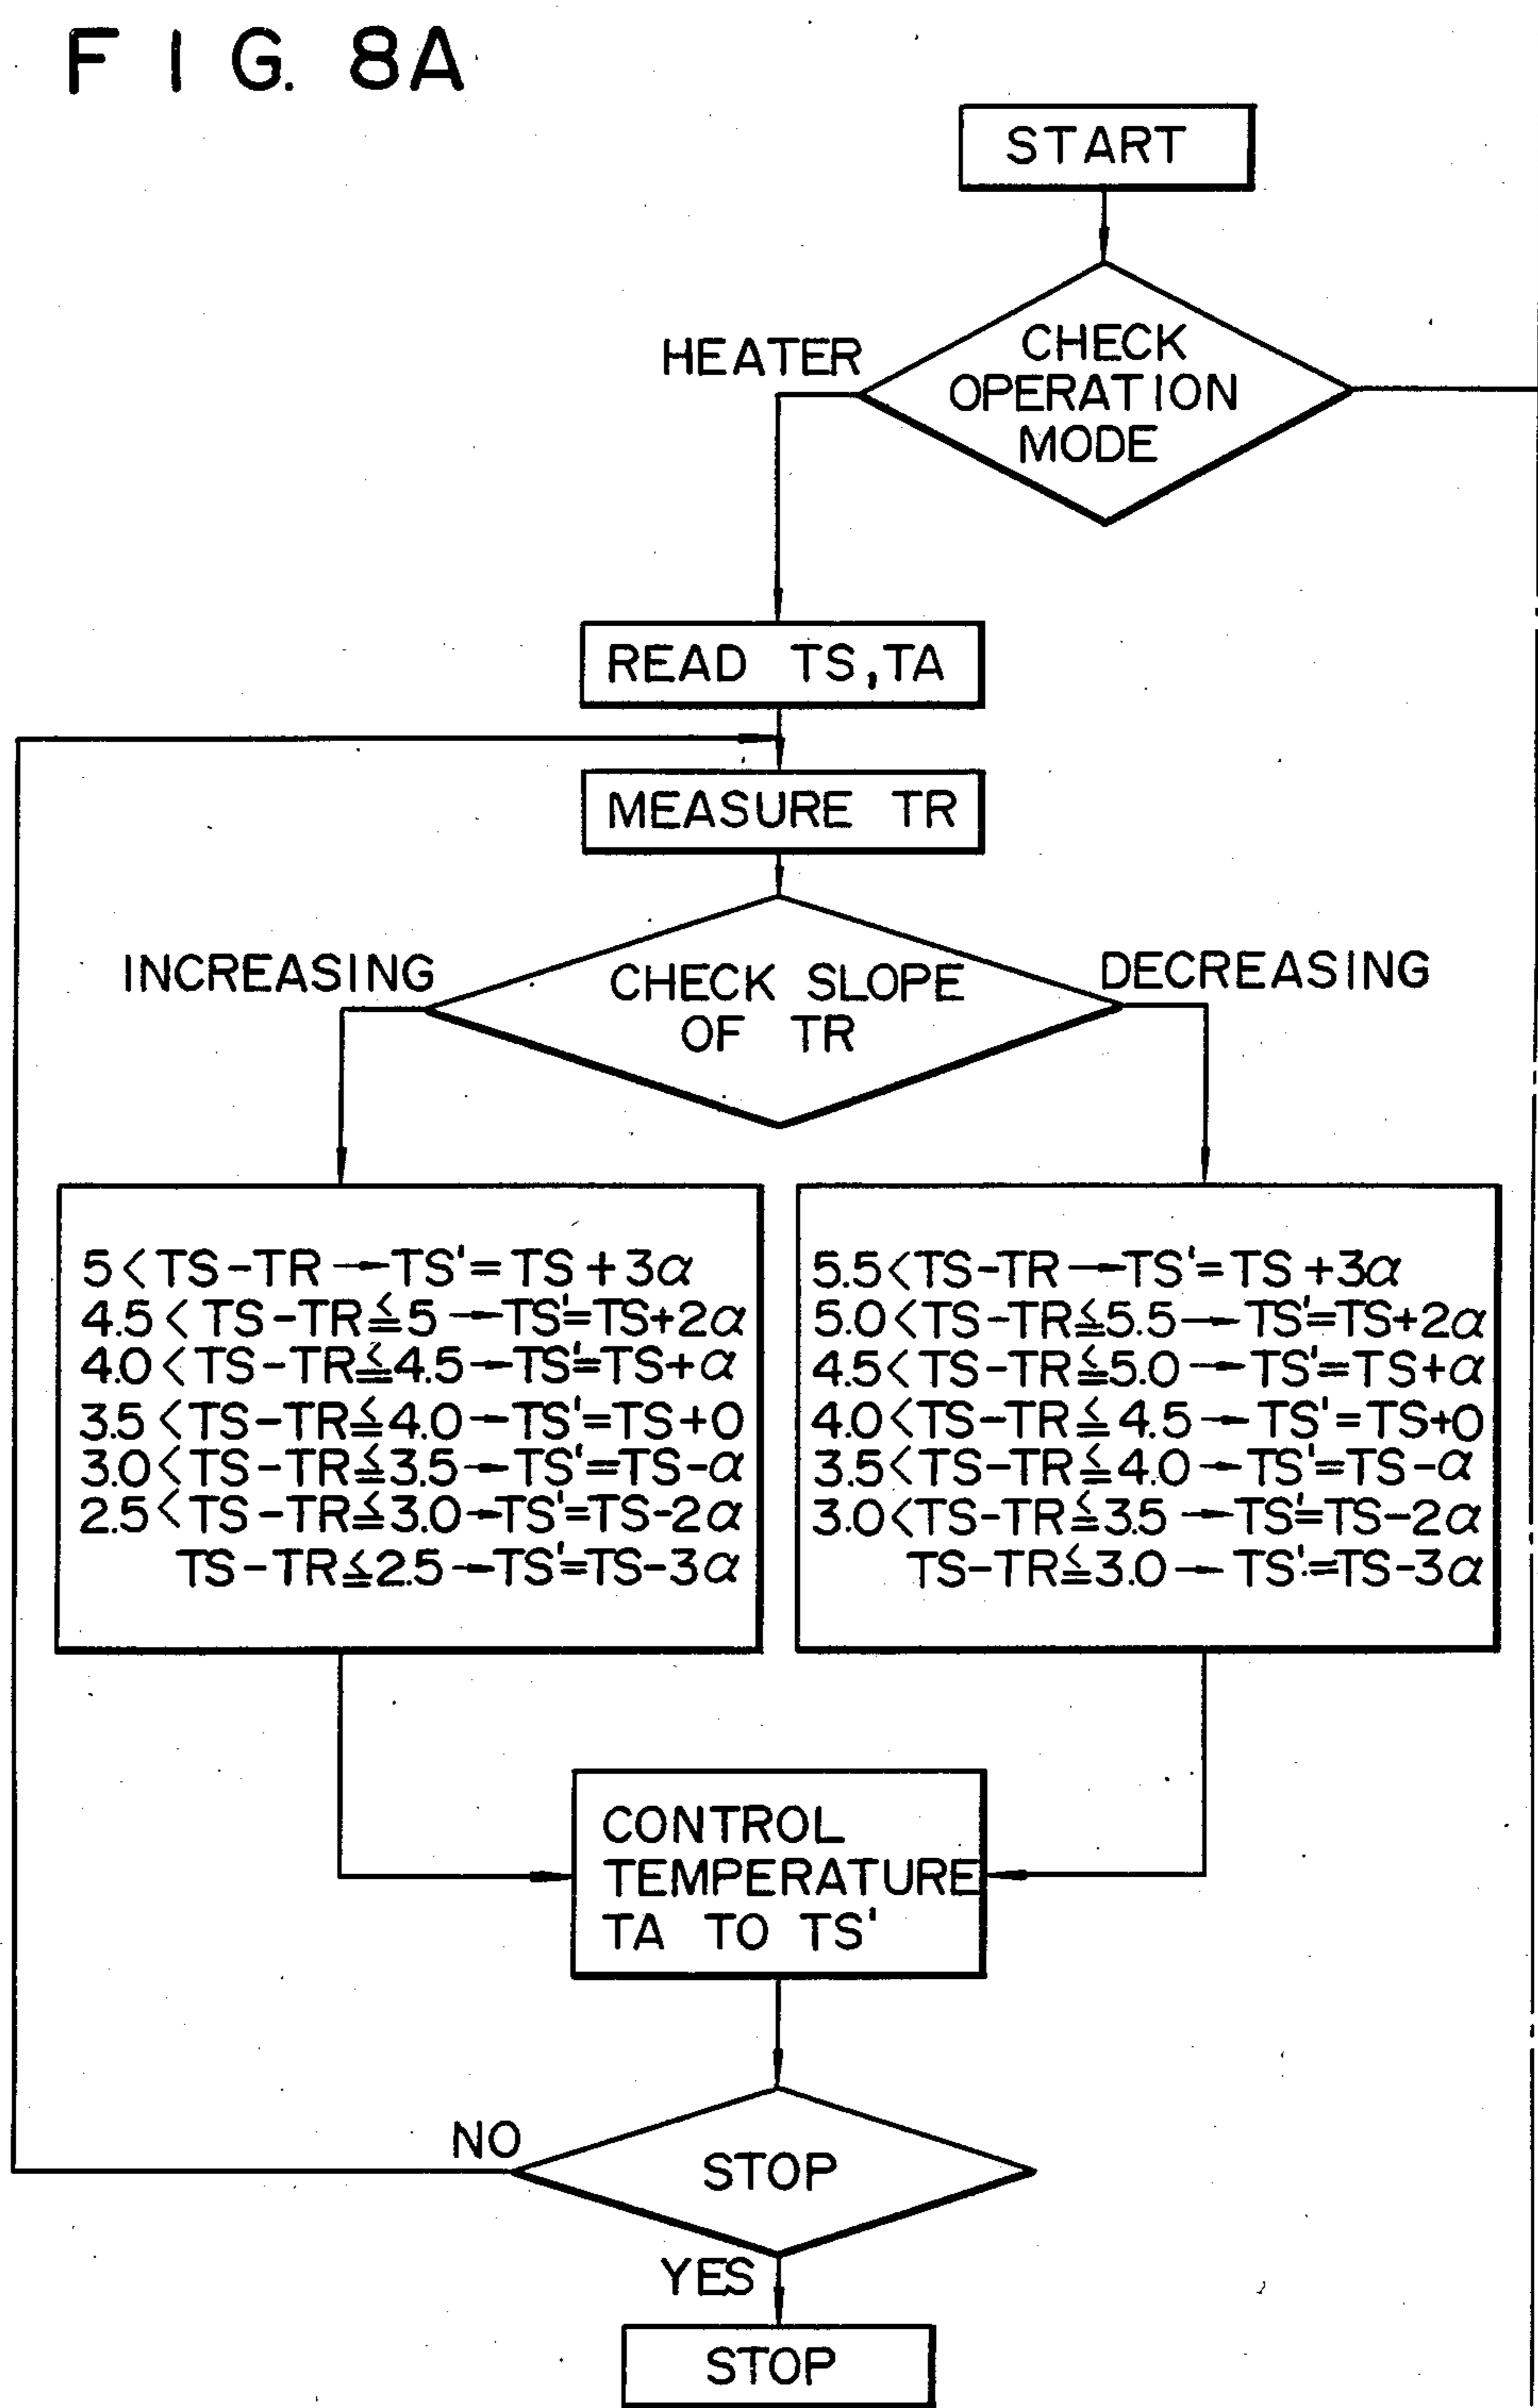 FIG. 8A
START
HEATER
CHECK
OPERATION
MODE
READ TS,TA
MEASURE TR
INCREASING
CHECK SLOPE
OF TR
DECREASING
5<TS-TR→TS'=TS+3α
4.5<TS-TR≦5→TS'=TS+2α
4.0<TS-TR≦4.5→TS'=TS+α
3.5<TS-TR≦4.0→TS'=TS+0
3.0<TS-TR≦3.5→TS'=TS-α
2.5<TS-TR≦3.0→TS'=TS-2α
TS-TR≦2.5→TS'=TS-3α
5.5<TS-TR→TS'=TS+3α
5.0<TS-TR≦5.5→TS'=TS+2α
4.5<TS-TR≦5.0→TS'=TS+α
4.0<TS-TR≦4.5→TS'=TS+0
3.5<TS-TR≦4.0→TS'=TS-α
3.0<TS-TR≦3.5→TS'=TS-2α
TS-TR≦3.0→TS'=TS-3α
CONTROL
TEMPERATURE
TA TO TS'
NO
STOP
YES
STOP